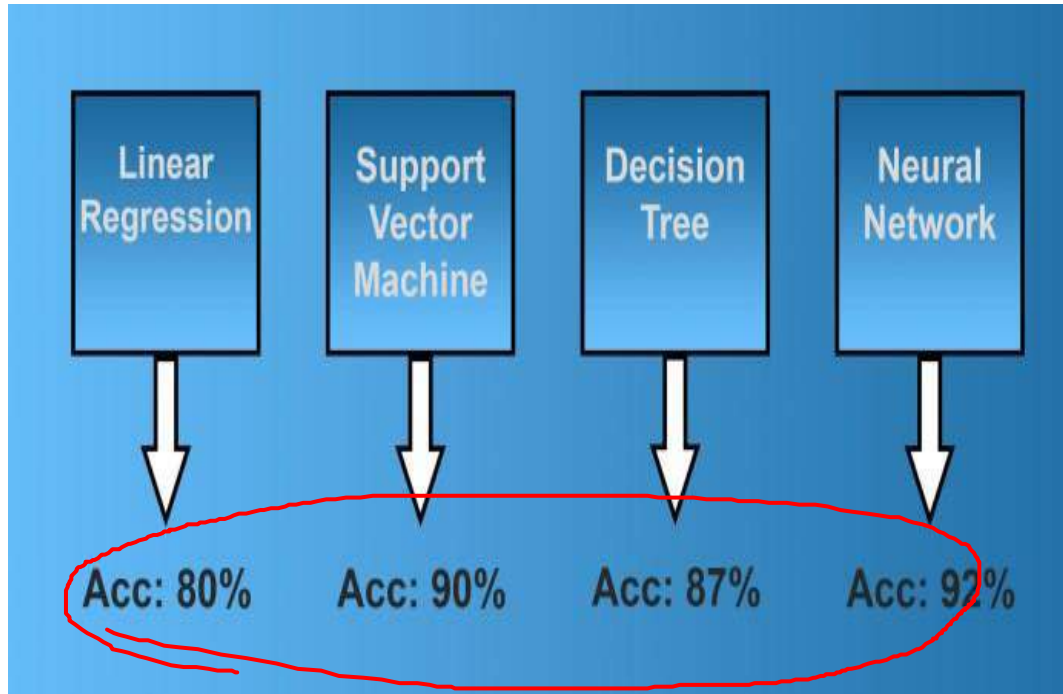 Linear
Regression
Support
Vector
Machine
Decision
Tree
Neural
Network
Acc: 80%
Acc: 90%
Acc: 87%
Acc: 92%